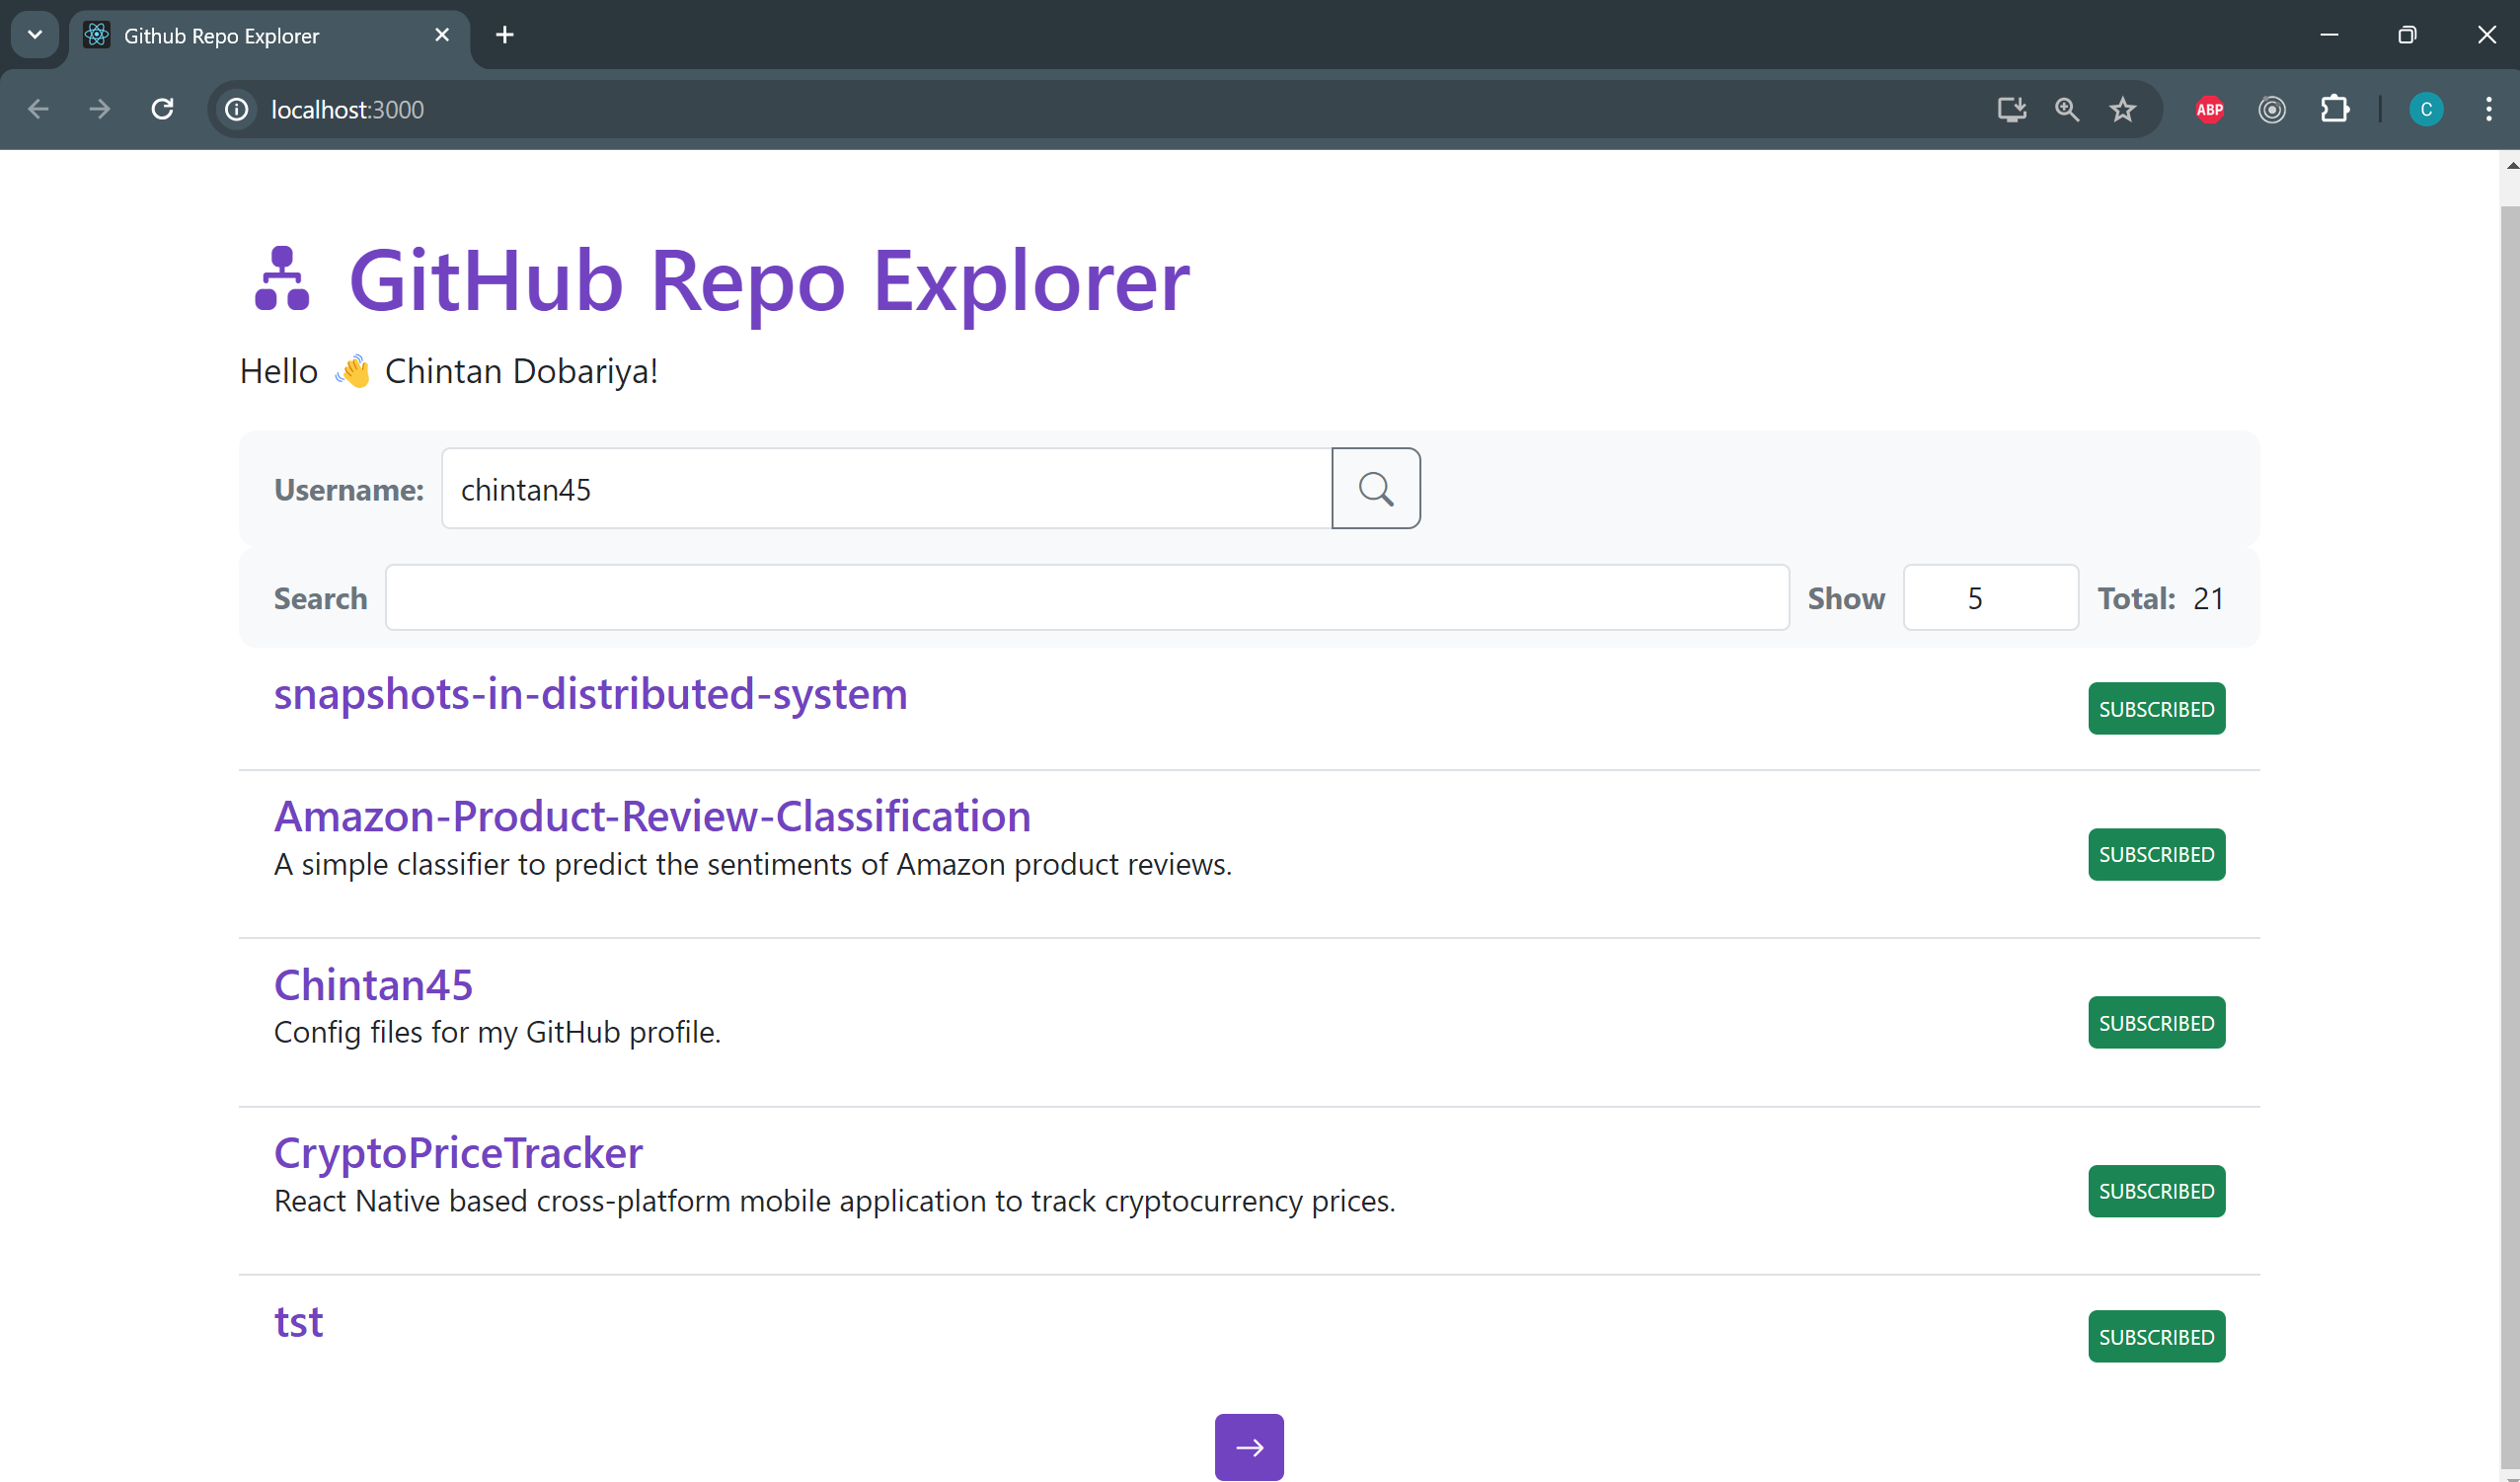 Github Repo Explorer
localhost:3000
ABP
C
GitHub Repo Explorer
Hello 👋 Chintan Dobariya!
Username: chintan45
Search Show 5 Total: 21
snapshots-in-distributed-system SUBSCRIBED
Amazon-Product-Review-Classification
A simple classifier to predict the sentiments of Amazon product reviews.
SUBSCRIBED
Chintan45
Config files for my GitHub profile.
SUBSCRIBED
CryptoPriceTracker
React Native based cross-platform mobile application to track cryptocurrency prices.
SUBSCRIBED
tst SUBSCRIBED